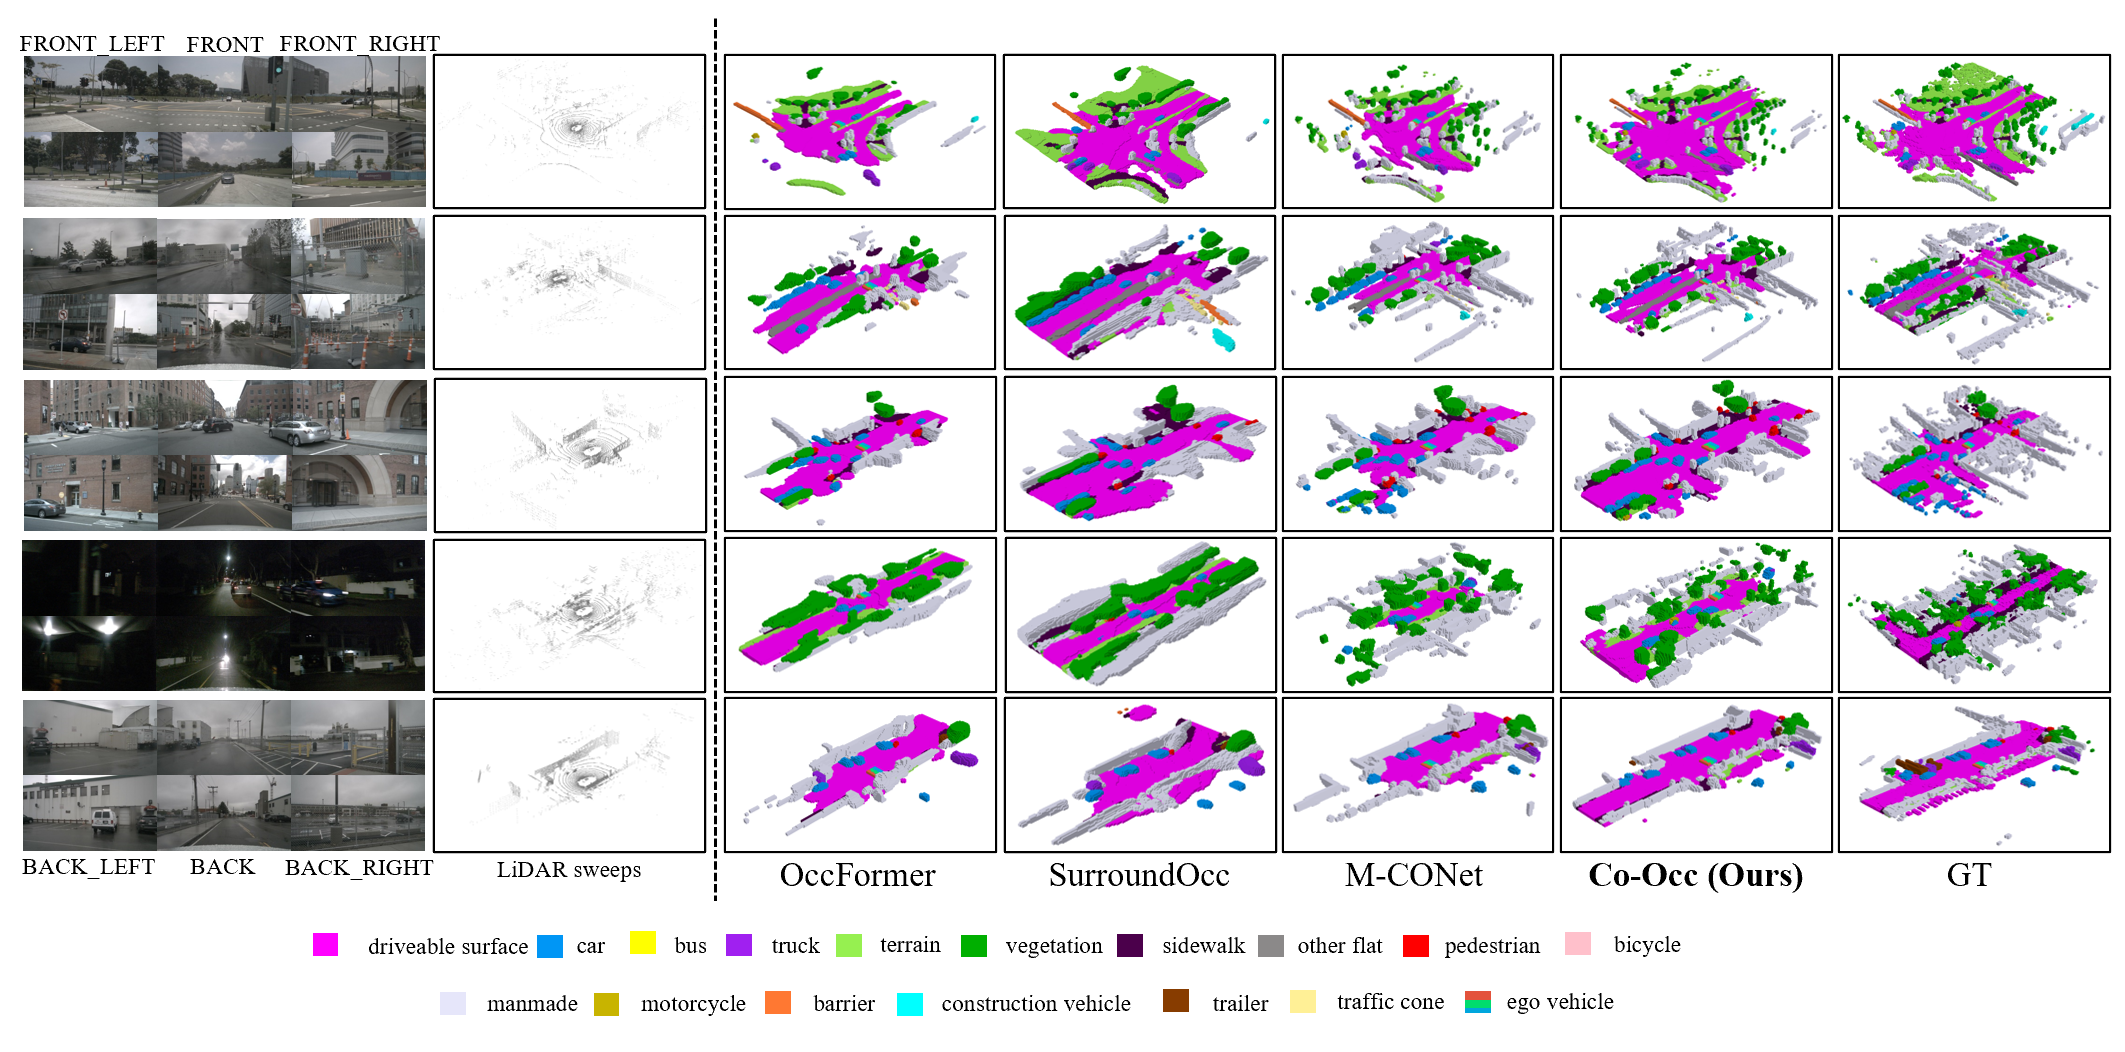 FRONT_LEFT FRONT FRONT_RIGHT
BACK_LEFT BACK BACK_RIGHT LiDAR sweeps OccFormer SurroundOcc M-CONet Co-Occ (Ours) GT
driveable surface car bus truck terrain vegetation sidewalk other flat pedestrian bicycle
manmade motorcycle barrier construction vehicle trailer traffic cone ego vehicle